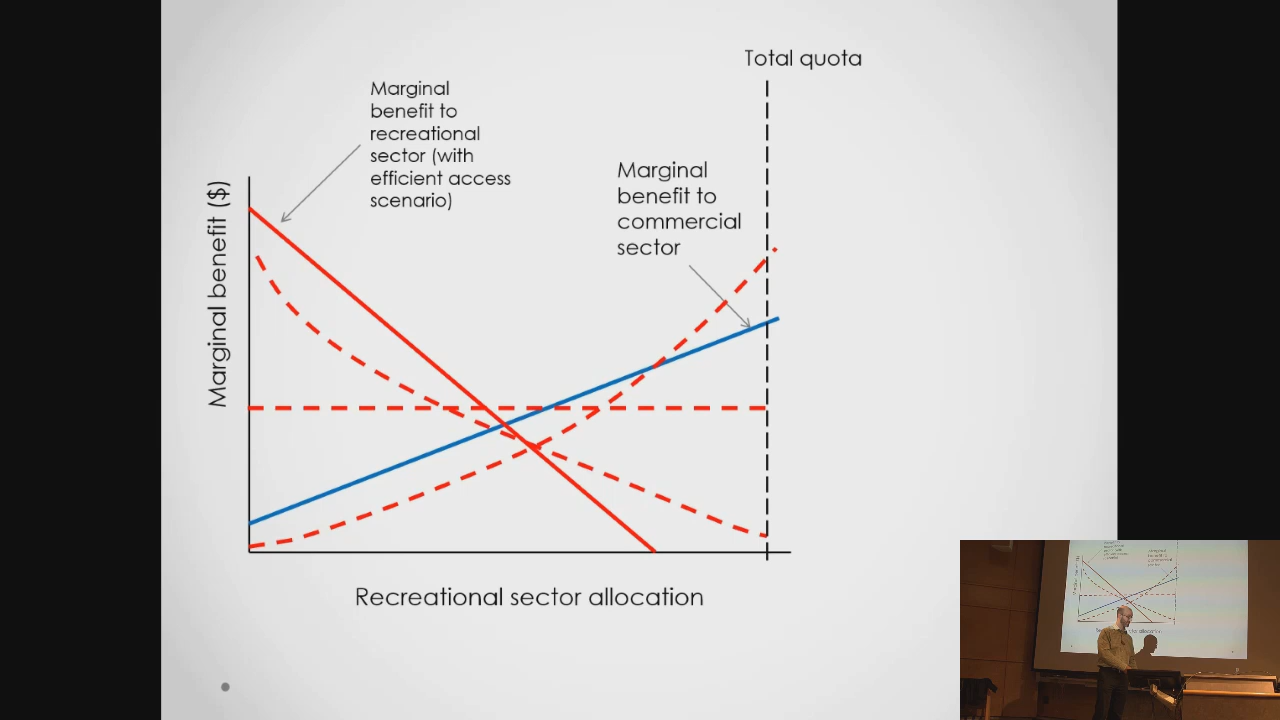 Total quota
Marginal
benefit to
recreational
sector (with
efficient access
scenario)
Marginal
benefit to
commercial
sector
Marginal benefit ($)
Recreational sector allocation